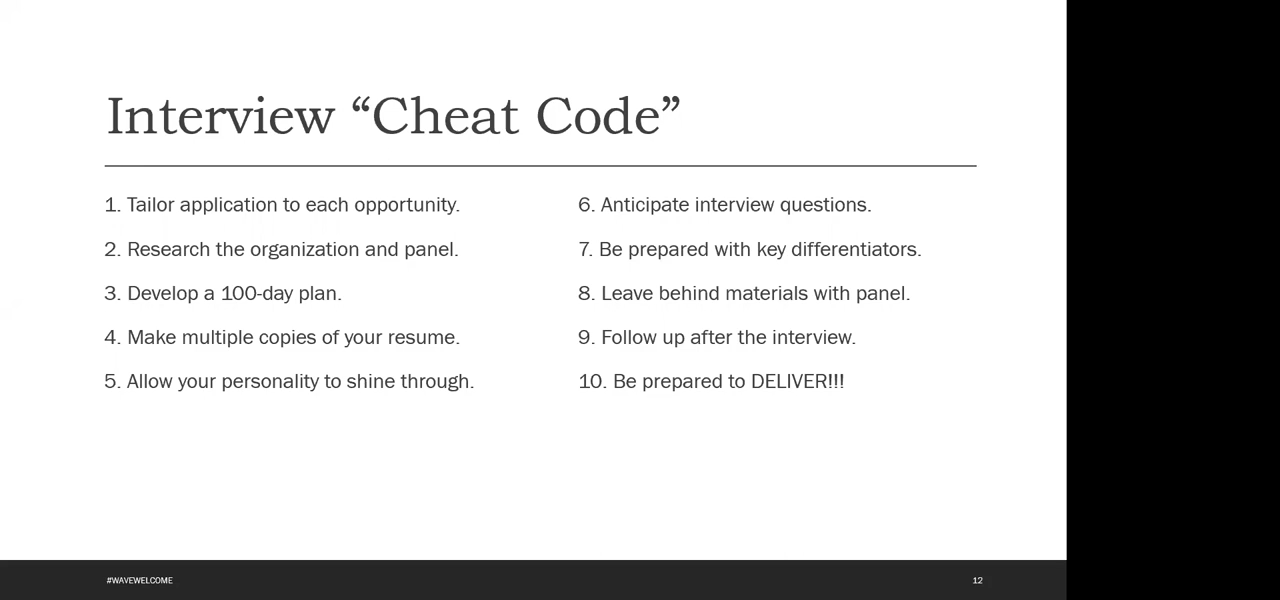 Interview “Cheat Code”
1. Tailor application to each opportunity.
2. Research the organization and panel.
3. Develop a 100-day plan.
4. Make multiple copies of your resume.
5. Allow your personality to shine through.
6. Anticipate interview questions.
7. Be prepared with key differentiators.
8. Leave behind materials with panel.
9. Follow up after the interview.
10. Be prepared to DELIVER!!!
#WAVEWELCOME
12